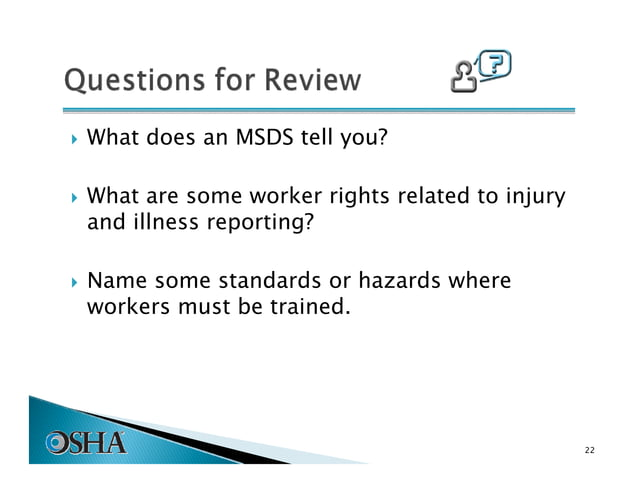 Questions for Review
?
What does an MSDS tell you?
What are some worker rights related to injury
and illness reporting?
Name some standards or hazards where
workers must be trained.
OSHA
22